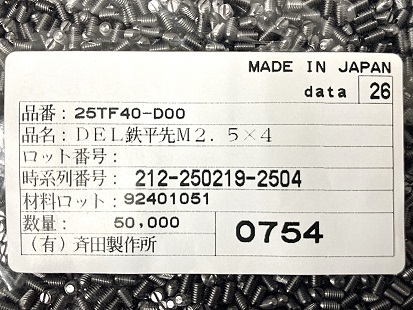 MADE IN JAPAN
data 26
品番：25TF40-D00
品名：DEL鉄平先M2．5×4
ロット番号：
時系列番号：212-250219-2504
材料ロット：92401051
数量：50,000
(有）斉田製作所
0754